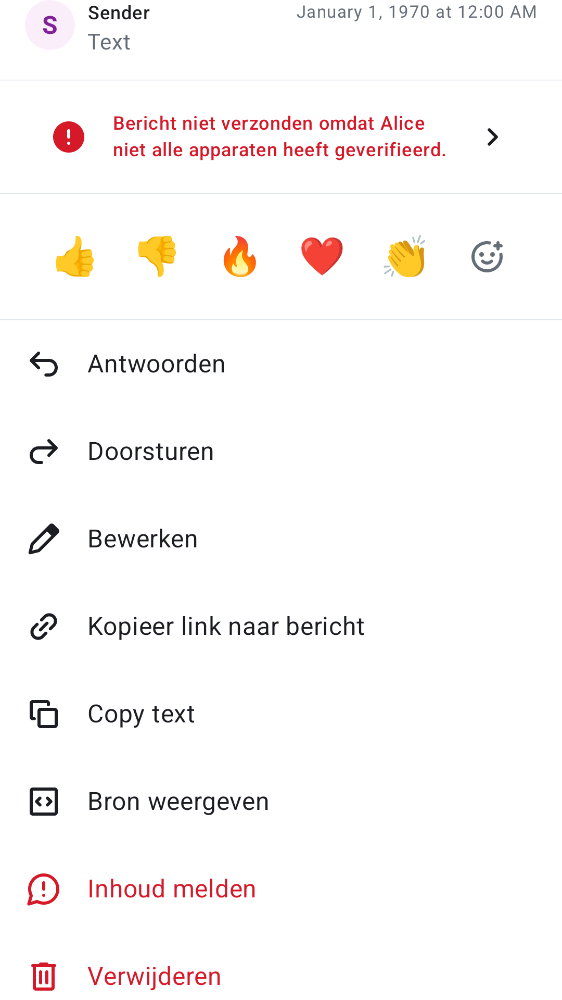 S
Sender
January 1, 1970 at 12:00 AM
Text
Bericht niet verzonden omdat Alice
niet alle apparaten heeft geverifieerd.
Antwoorden
Doorsturen
Bewerken
Kopieer link naar bericht
Copy text
Bron weergeven
Inhoud melden
Verwijderen